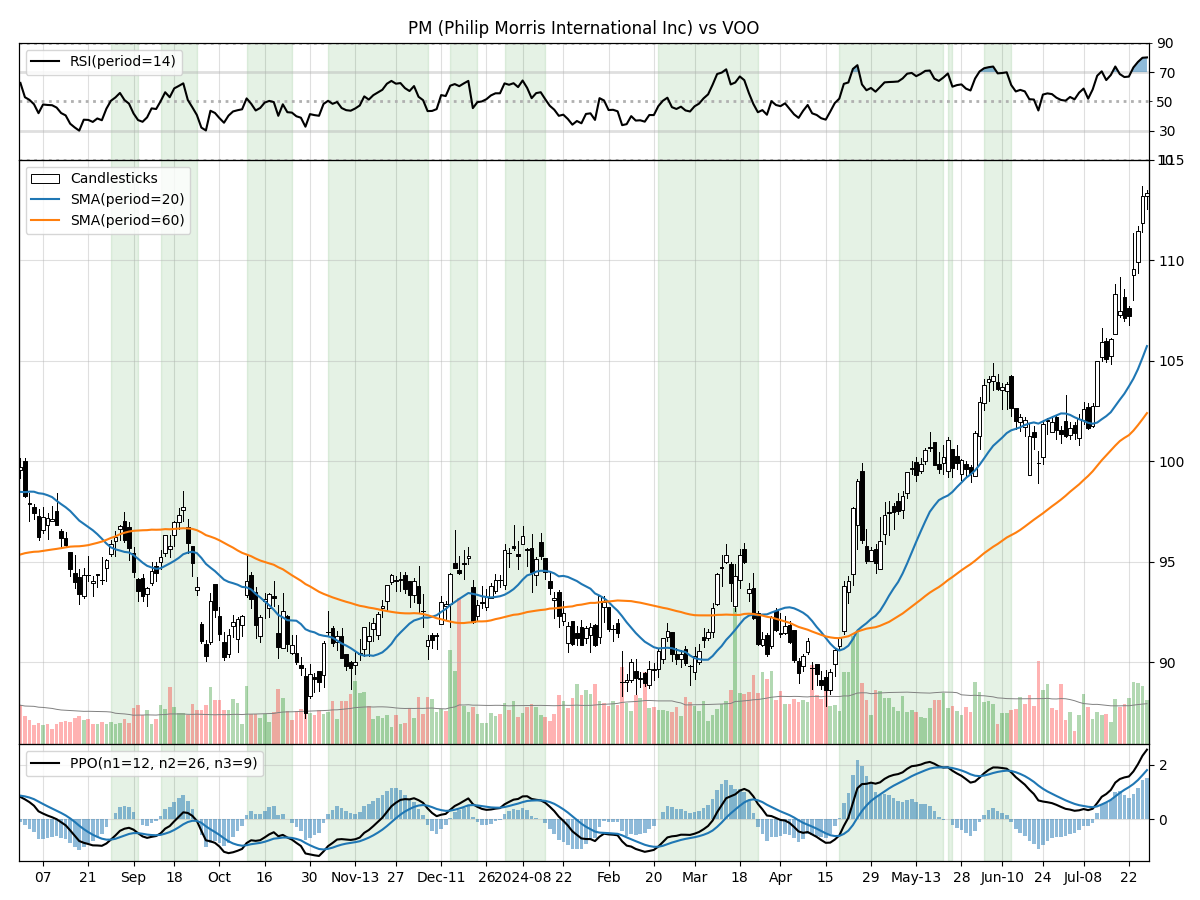 PM (Philip Morris International Inc) vs VOO
RSI(period=14)
90
70
50
30
10
Candlesticks
SMA(period=20)
SMA(period=60)
115
110
105
100
95
90
PPO(n1=12, n2=26, n3=9)
2
0
07 21 Sep 18 Oct 16 30 Nov-13 27 Dec-11 26 2024-08 22 Feb 20 Mar 18 Apr 15 29 May-13 28 Jun-10 24 Jul-08 22